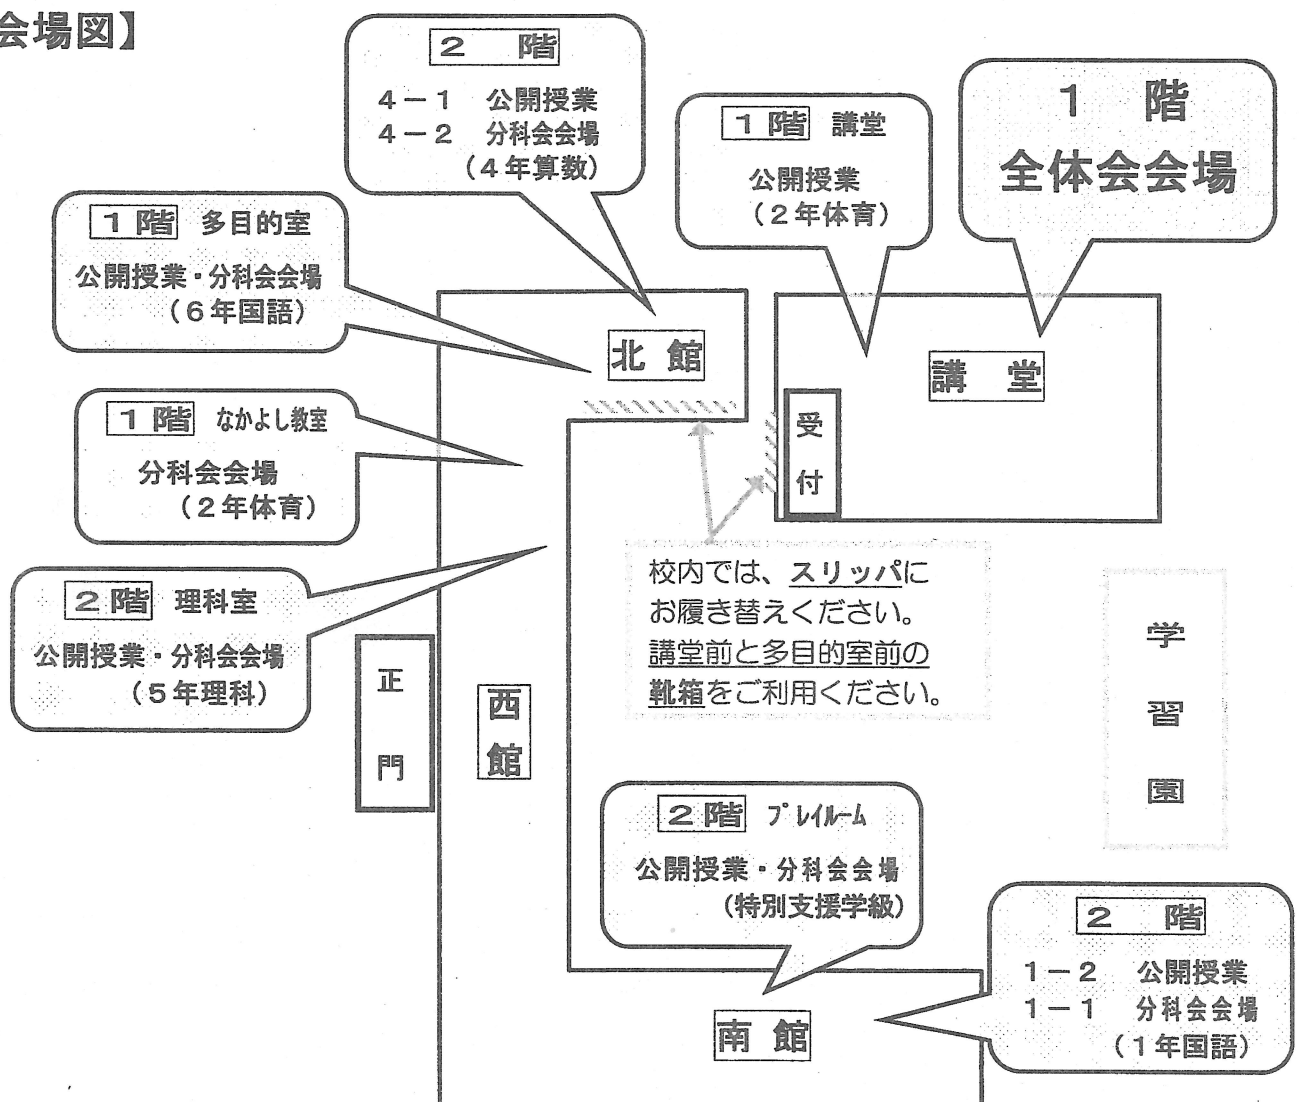 会場図】
2 階
4－1 公開授業
4－2 分科会会場
（4年算数）
1階 講堂
公開授業
（2年体育）
1 階
全体会会場
1階 多目的室
公開授業・分科会会場
（6年国語）
北館
講堂
受付
1階 なかよし教室
分科会会場
（2年体育）
2階 理科室
公開授業・分科会会場
（5年理科）
校内では、スリッパに
お履き替えください。
講堂前と多目的室前の
靴箱をご利用ください。
正門
西館
学習園
2階 プレイルーム
公開授業・分科会会場
（特別支援学級）
2 階
1－2 公開授業
1－1 分科会会場
（1年国語）
南館